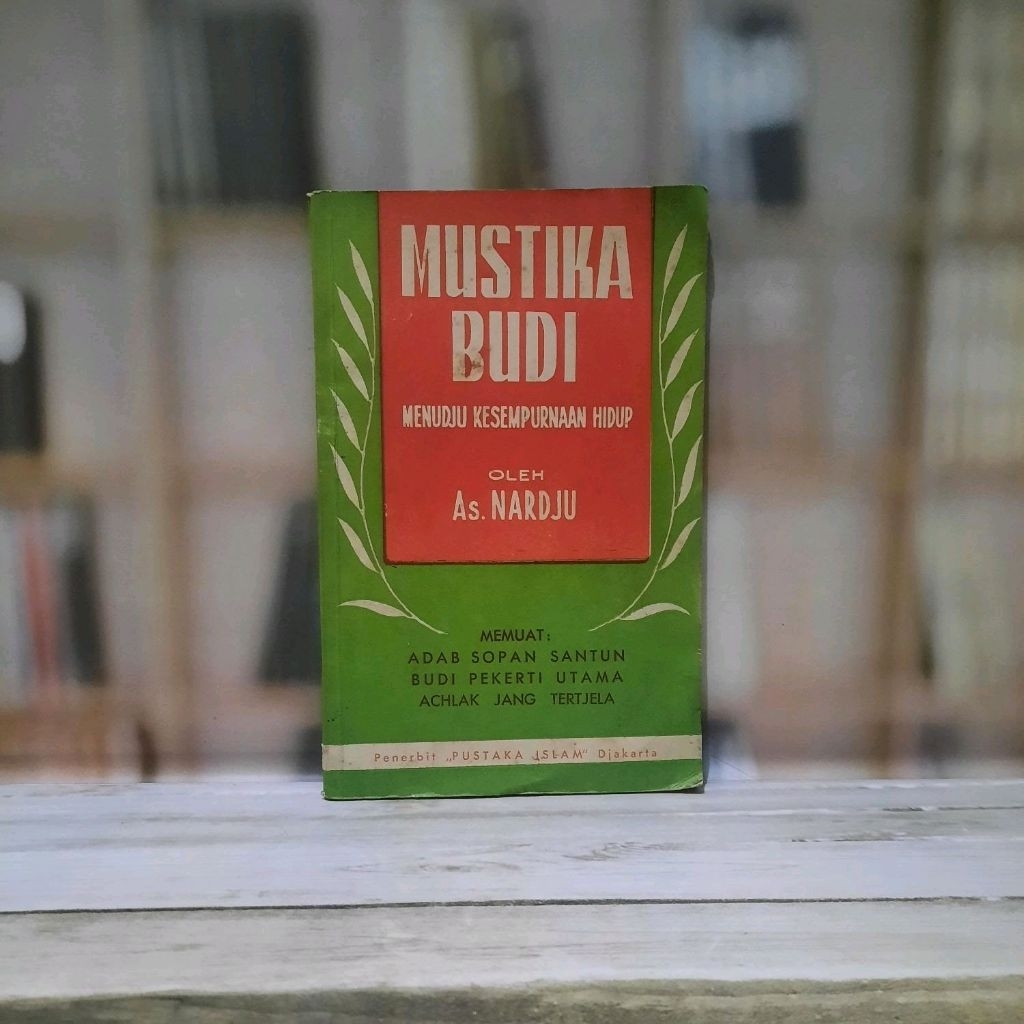 MUSTIKA
BUDI
MENUDJU KESEMPURNAAN HIDUP
OLEH
As. NARDJU
MEMUAT:
ADAB SOPAN SANTUN
BUDI PEKERTI UTAMA
ACHLAK JANG TERTJELA
Penerbit „PUSTAKA ISLAM" Djakarta